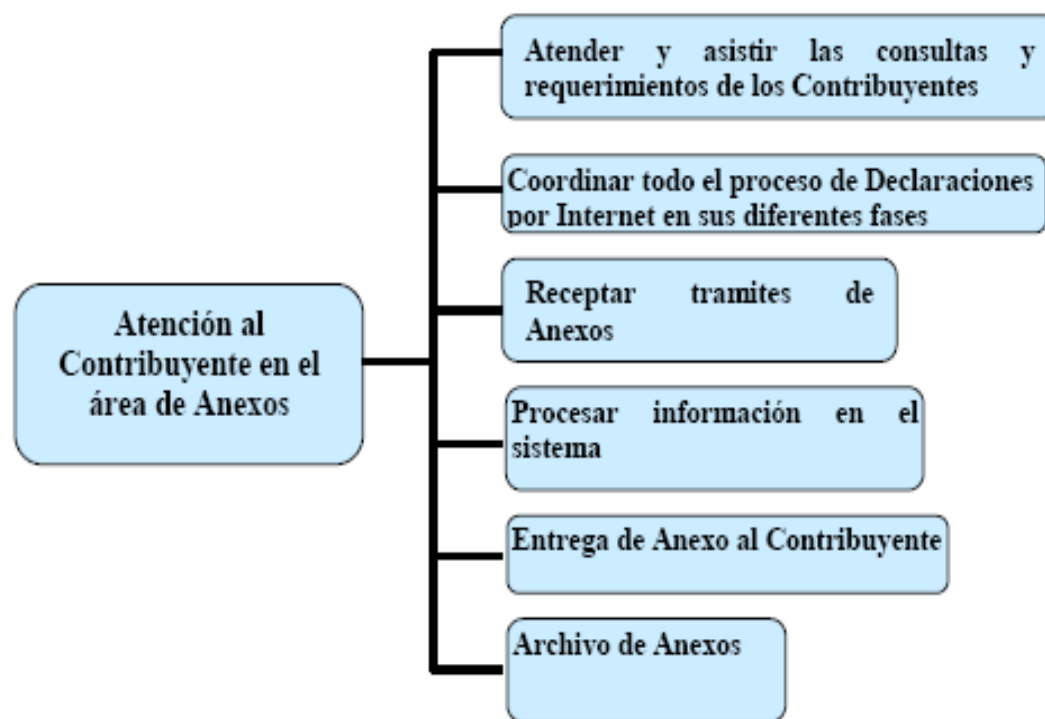 Atención al
Contribuyente en el
área de Anexos
Atender y asistir las consultas y
requerimientos de los Contribuyentes
Coordinar todo el proceso de Declaraciones
por Internet en sus diferentes fases
Receptar tramites de
Anexos
Procesar información en el
sistema
Entrega de Anexo al Contribuyente
Archivo de Anexos